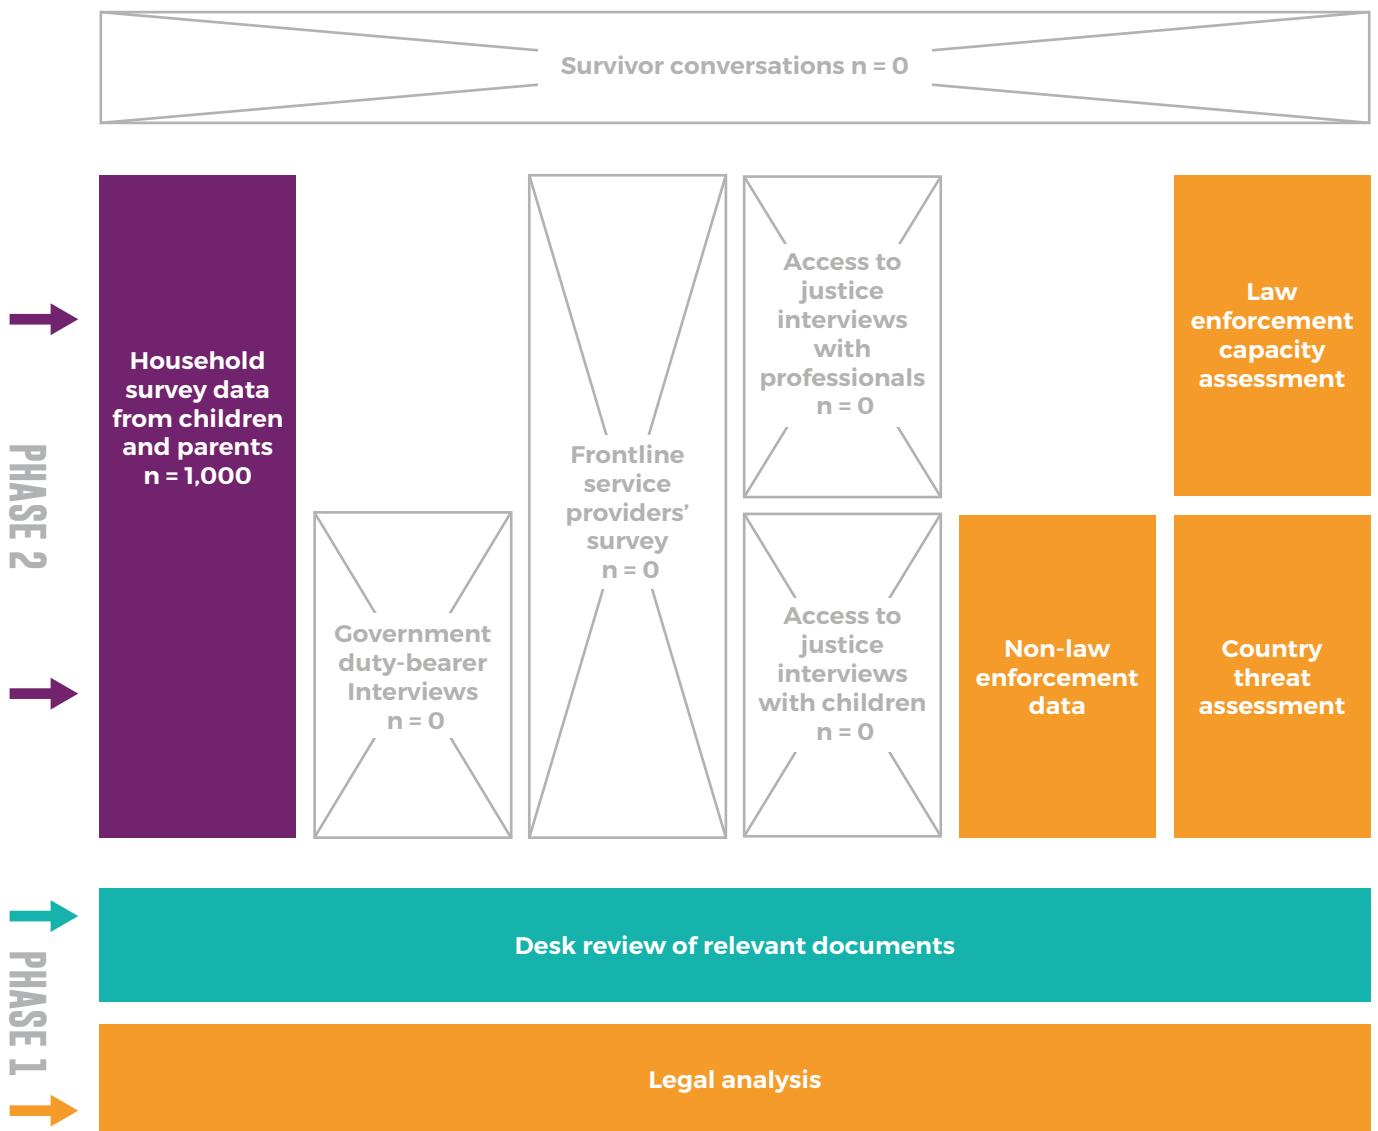 Survivor conversations n = 0
PHASE 2
Household
survey data
from children
and parents
n = 1,000
Government
duty-bearer
Interviews
n = 0
Frontline
service
providers’
survey
n = 0
Access to
justice
interviews
with
professionals
n = 0
Access to
justice
interviews
with children
n = 0
Non-law
enforcement
data
Law
enforcement
capacity
assessment
Country
threat
assessment
PHASE 1
Desk review of relevant documents
Legal analysis